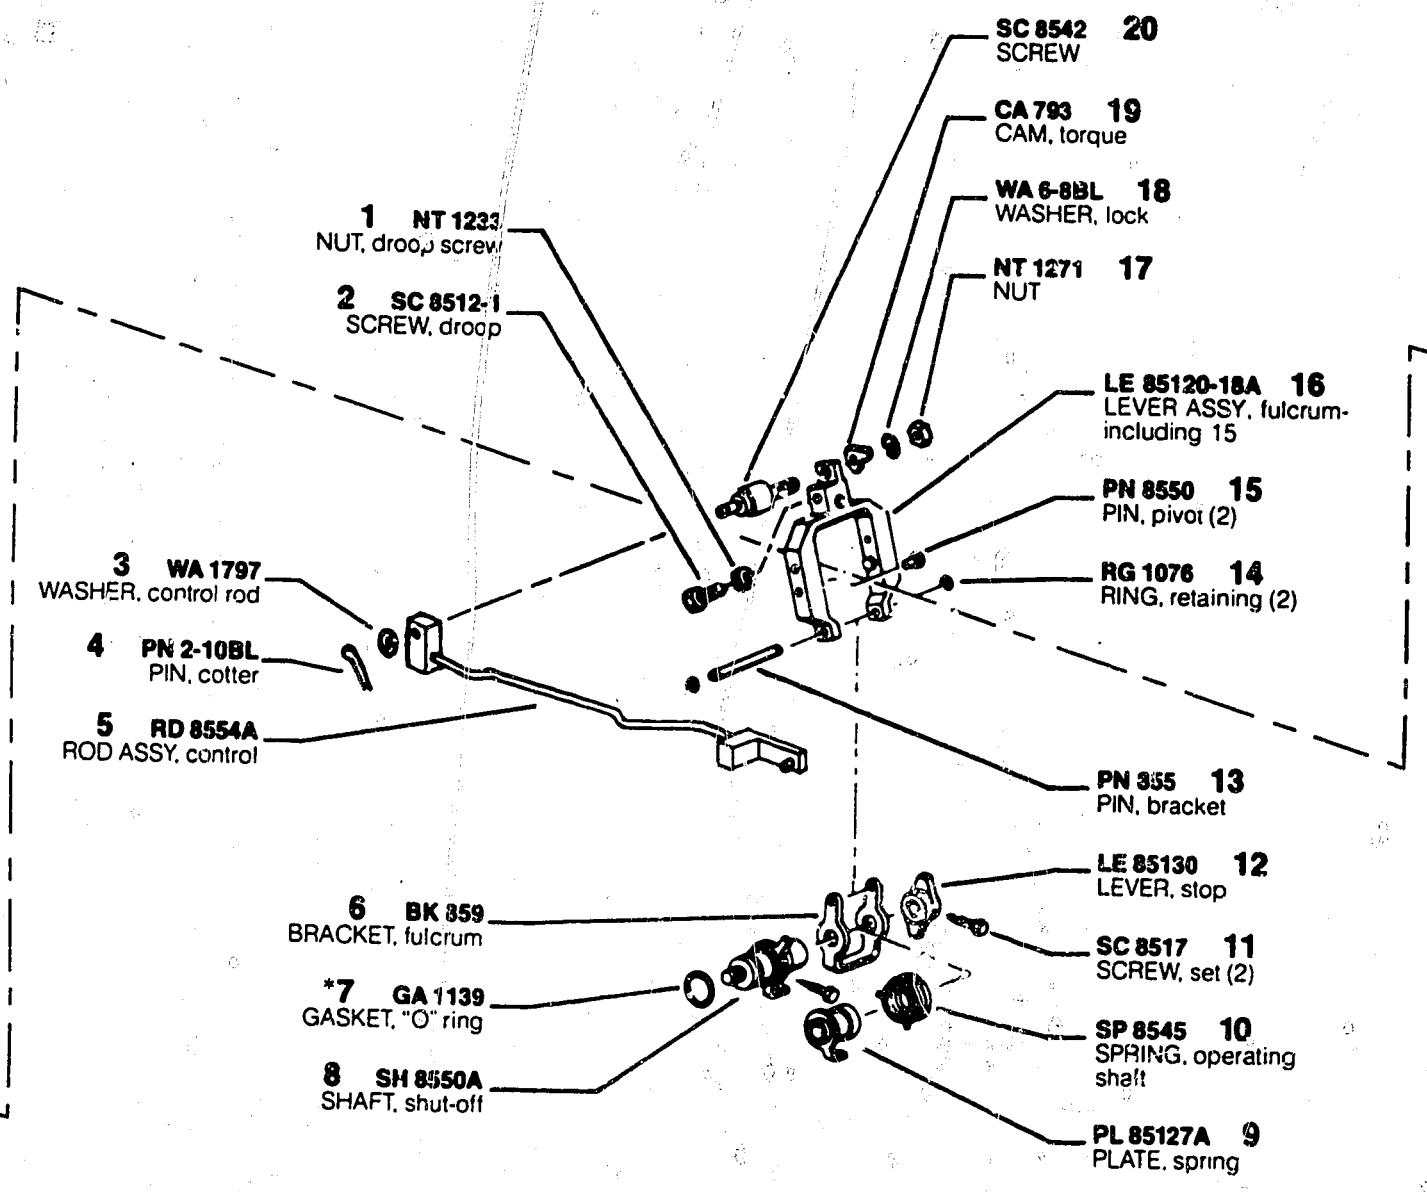 1 NT 1233
NUT, droop screw
2 SC 8512-1
SCREW, droop
3 WA 1797
WASHER, control rod
4 PN 2-10BL
PIN, cotter
5 RD 8554A
ROD ASSY, control
6 BK 859
BRACKET, fulcrum
*7 GA 1139
GASKET, "O" ring
8 SH 8550A
SHAFT, shut-off
SC 8542 20
SCREW
CA 793 19
CAM, torque
WA 6-8BL 18
WASHER, lock
NT 1271 17
NUT
LE 85120-18A 16
LEVER ASSY, fulcrum-
including 15
PN 8550 15
PIN, pivot (2)
RG 1076 14
RING, retaining (2)
PN 855 13
PIN, bracket
LE 85130 12
LEVER, stop
SC 8517 11
SCREW, set (2)
SP 8545 10
SPRING, operating
shaft
PL 85127A 9
PLATE, spring